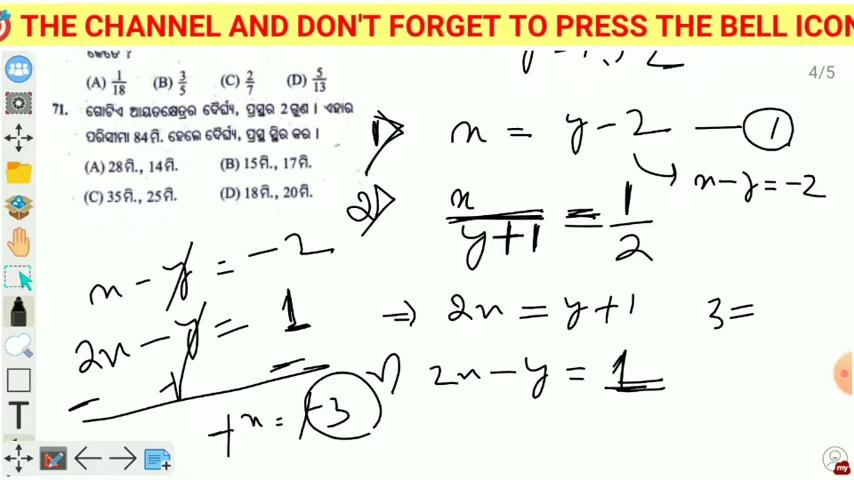 THE CHANNEL AND DON'T FORGET TO PRESS THE BELL ICON
4/5
(A) 1/18 (B) 3/5 (C) 2/7 (D) 5/13
71. ଗୋଟିଏ ଆୟତକ୍ଷେତ୍ରର ଦୈର୍ଘ୍ୟ, ପ୍ରସ୍ଥର 2 ଗୁଣ । ଏହାର
ପରିସୀମା 84 ମି. ହେଲେ ଦୈର୍ଘ୍ୟ, ପ୍ରସ୍ଥ ସ୍ଥିର କର ।
(A) 28 ମି., 14 ମି. (B) 15 ମି., 17 ମି.
(C) 35 ମି., 25 ମି. (D) 18 ମି., 20 ମି.
1) x = y - 2 — 1
x - y = -2
2) x/y+1 = 1/2
⇒ 2x = y + 1
3 =
2x - y = 1
x - y = -2
2x - y = 1
x = 3
T
my